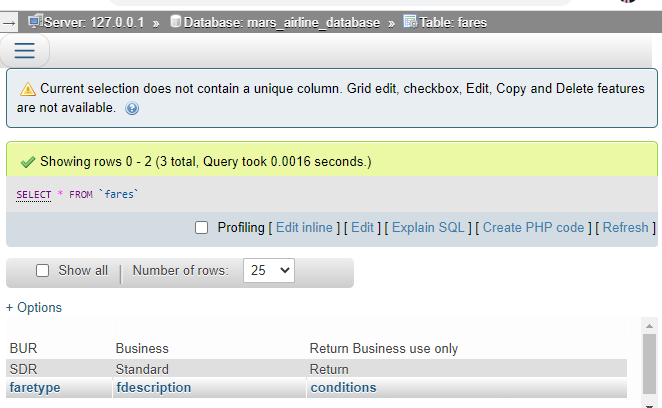 Server: 127.0.0.1 » Database: mars_airline_database » Table: fares
Current selection does not contain a unique column. Grid edit, checkbox, Edit, Copy and Delete features
are not available.
Showing rows 0 - 2 (3 total, Query took 0.0016 seconds.)
SELECT * FROM `fares`
Profiling [ Edit inline ] [ Edit ] [ Explain SQL ] [ Create PHP code ] [ Refresh ]
Show all | Number of rows: 25
+ Options
BUR Business Return Business use only
SDR Standard Return
faretype fdescription conditions